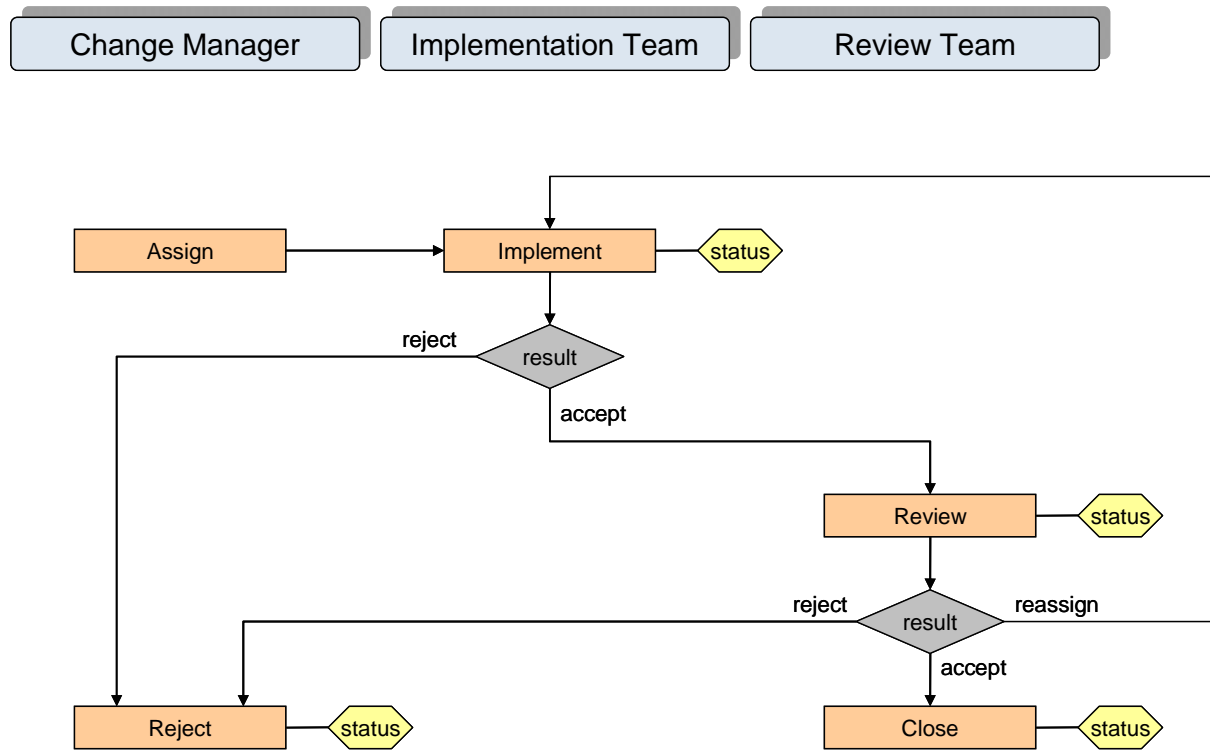 Change Manager
Implementation Team
Review Team
Assign
Implement
status
reject
result
accept
Review
status
reject
result
reassign
accept
Reject
status
Close
status